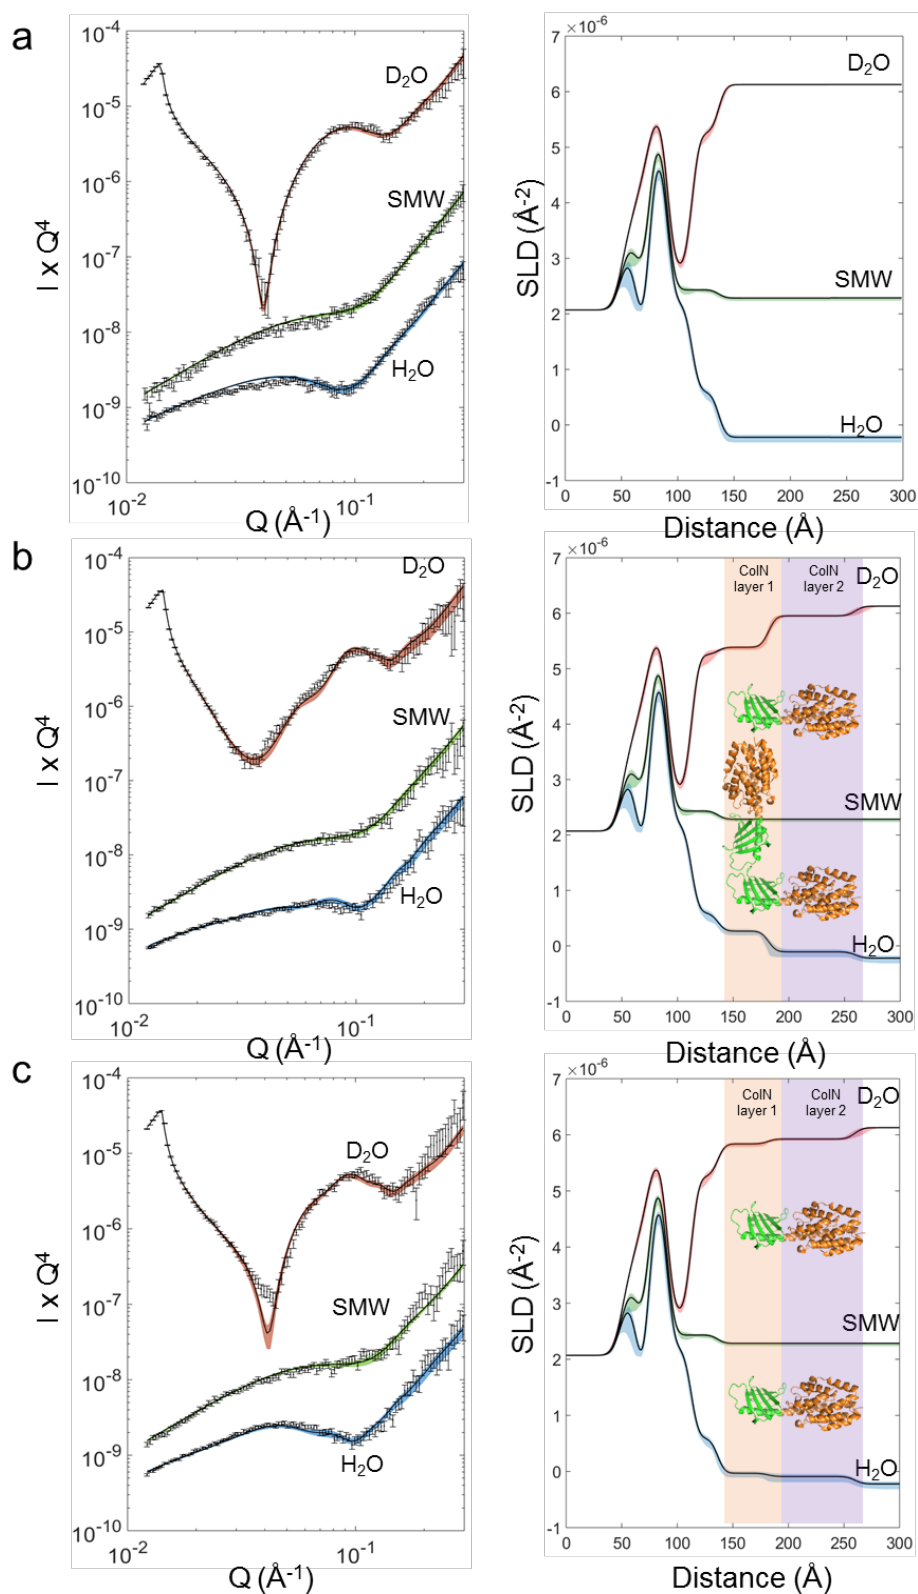 a
10⁻⁴
10⁻⁵
10⁻⁶
10⁻⁷
10⁻⁸
10⁻⁹
10⁻¹⁰
I x Q⁴
D₂O
SMW
H₂O
10⁻² 10⁻¹
Q (Å⁻¹)
×10⁻⁶
7
6
5
4
3
2
1
0
-1
SLD (Å⁻²)
D₂O
SMW
H₂O
0 50 100 150 200 250 300
Distance (Å)
b
10⁻⁴
10⁻⁵
10⁻⁶
10⁻⁷
10⁻⁸
10⁻⁹
10⁻¹⁰
I x Q⁴
D₂O
SMW
H₂O
10⁻² 10⁻¹
Q (Å⁻¹)
×10⁻⁶
7
6
5
4
3
2
1
0
-1
SLD (Å⁻²)
ColN
layer 1
ColN
layer 2
D₂O
SMW
H₂O
0 50 100 150 200 250 300
Distance (Å)
c
10⁻⁴
10⁻⁵
10⁻⁶
10⁻⁷
10⁻⁸
10⁻⁹
10⁻¹⁰
I x Q⁴
D₂O
SMW
H₂O
10⁻² 10⁻¹
Q (Å⁻¹)
×10⁻⁶
7
6
5
4
3
2
1
0
-1
SLD (Å⁻²)
ColN
layer 1
ColN
layer 2
D₂O
SMW
H₂O
0 50 100 150 200 250 300
Distance (Å)